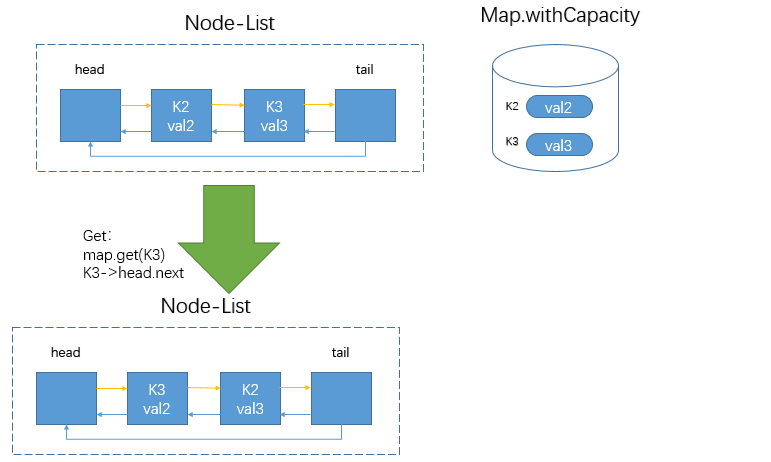 Node-List
Map.withCapacity
head
tail
K2
val2
K3
val3
K2
val2
K3
val3
Get：
map.get(K3)
K3->head.next
Node-List
head
tail
K3
val2
K2
val3